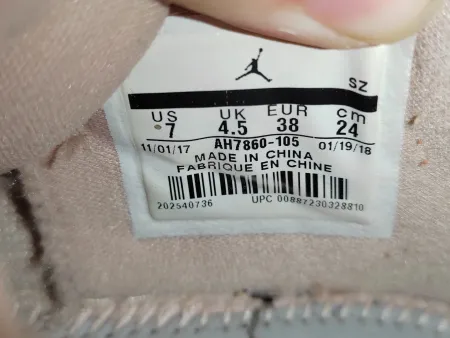 SZ
US UK EUR cm
7 4.5 38 24
11/01/17 AH7860-105 01/19/18
MADE IN CHINA
FABRIQUE EN CHINE
202540736 UPC 00887230328810